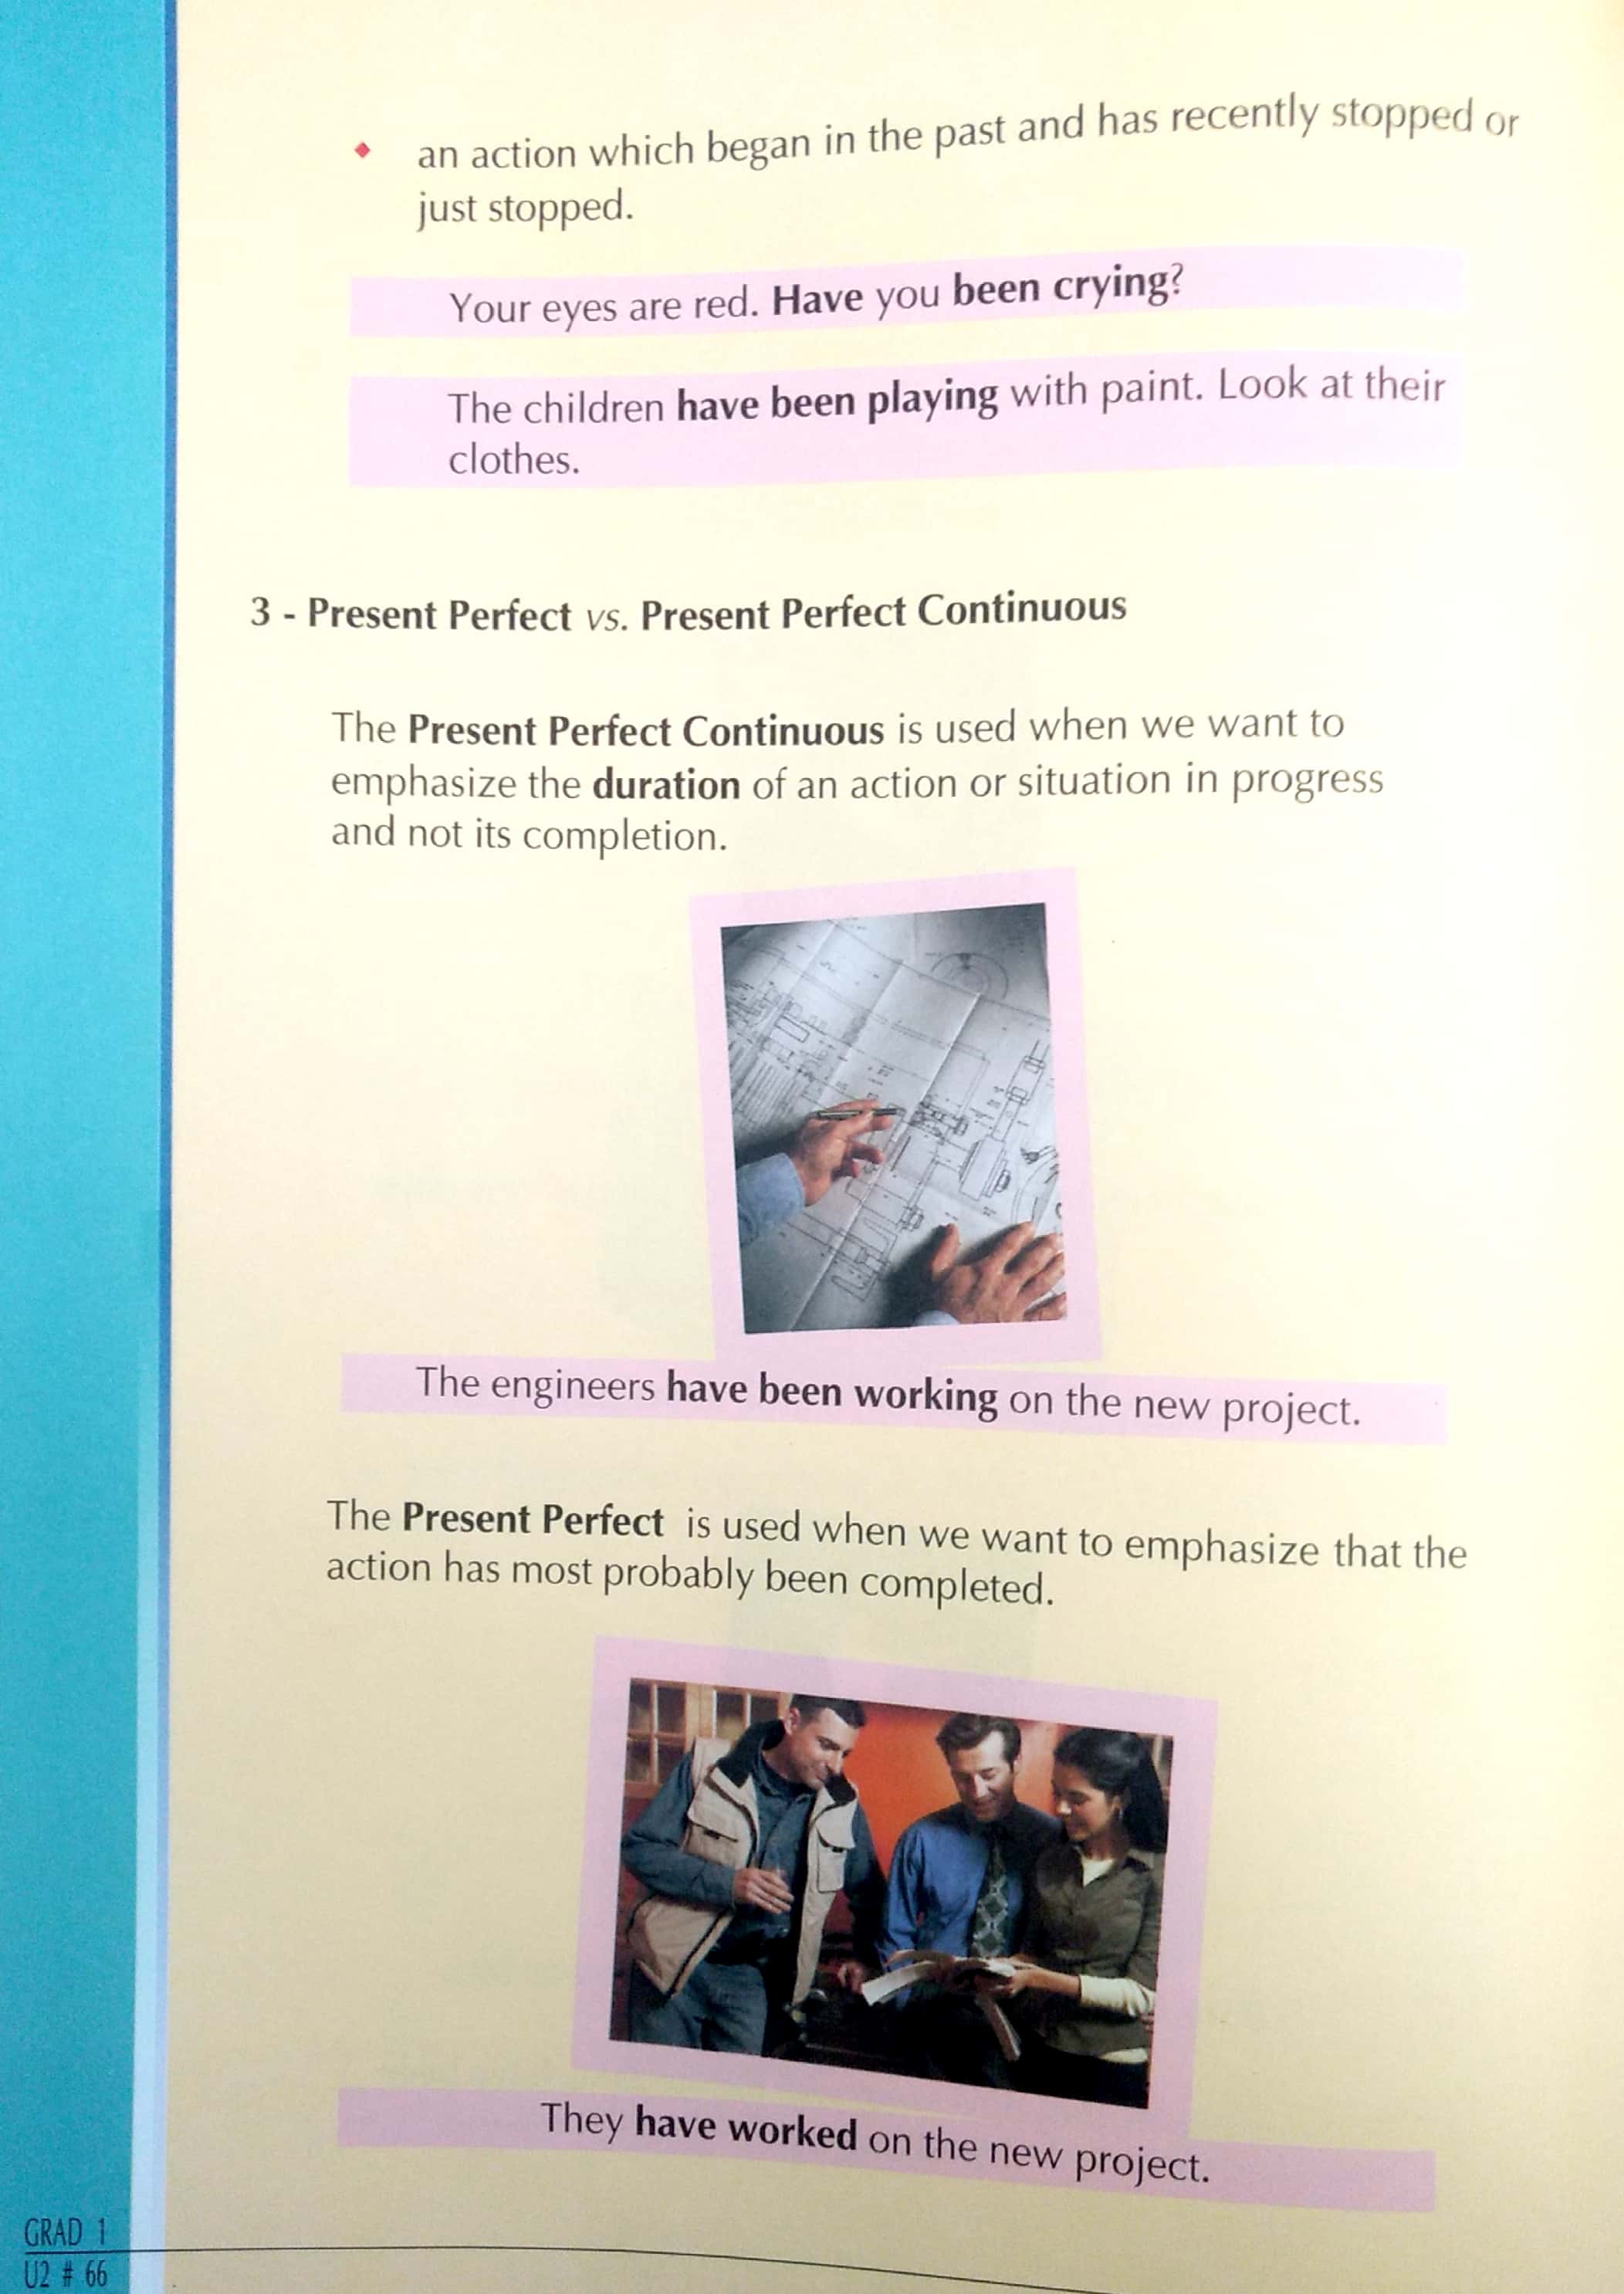 an action which began in the past and has recently stopped or
just stopped.
Your eyes are red. Have you been crying?
The children have been playing with paint. Look at their
clothes.
3 - Present Perfect vs. Present Perfect Continuous
The Present Perfect Continuous is used when we want to
emphasize the duration of an action or situation in progress
and not its completion.
The engineers have been working on the new project.
The Present Perfect is used when we want to emphasize that the
action has most probably been completed.
They have worked on the new project.
GRAD 1
U2 # 66